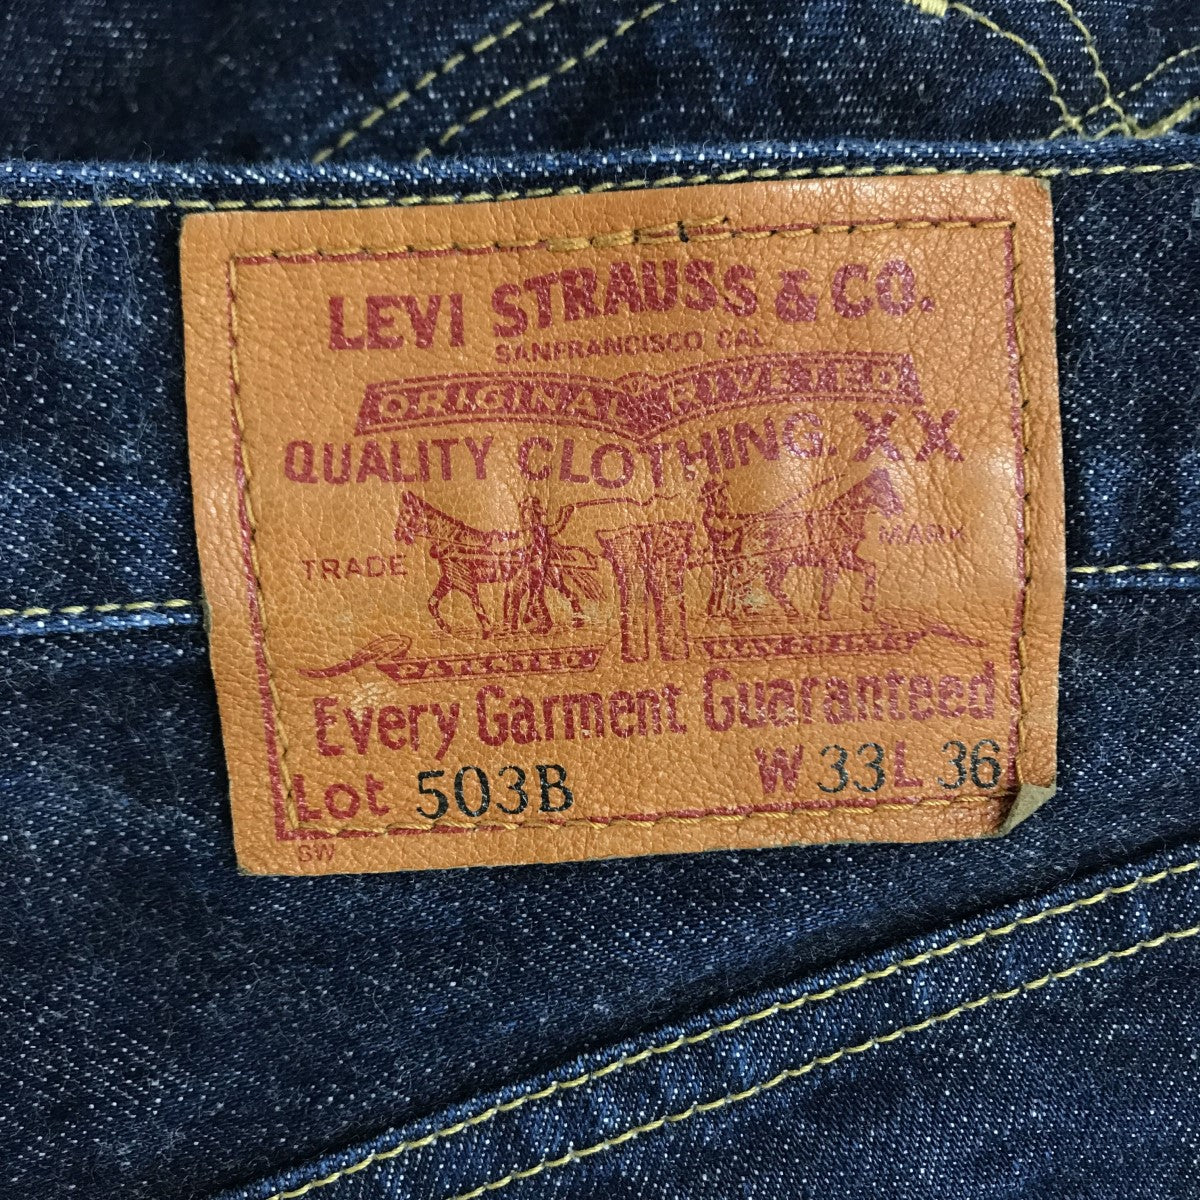 LEVI STRAUSS & CO.
SANFRANCISCO CAL.
ORIGINAL RIVETED
QUALITY CLOTHING XX
TRADE MARK
PATENTED
Every Garment Guaranteed
Lot 503B W 33 L 36
SW